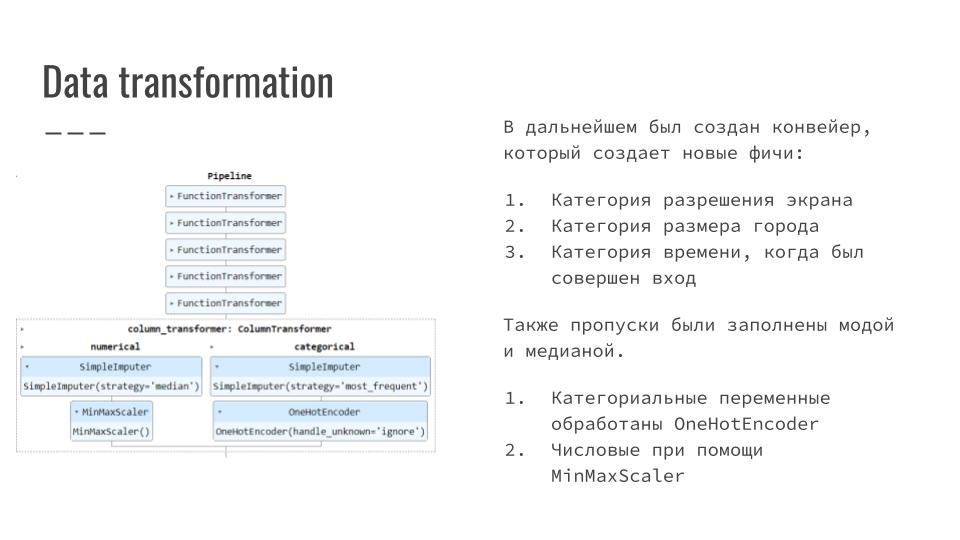 Data transformation
Pipeline
FunctionTransformer
FunctionTransformer
FunctionTransformer
FunctionTransformer
FunctionTransformer
column_transformer: ColumnTransformer
numerical
categorical
SimpleImputer
SimpleImputer(strategy='median')
SimpleImputer
SimpleImputer(strategy='most_frequent')
MinMaxScaler
MinMaxScaler()
OneHotEncoder
OneHotEncoder(handle_unknown='ignore')
В дальнейшем был создан конвейер,
который создает новые фичи:
1. Категория разрешения экрана
2. Категория размера города
3. Категория времени, когда был
совершен вход
Также пропуски были заполнены модой
и медианой.
1. Категориальные переменные
обработаны OneHotEncoder
2. Числовые при помощи
MinMaxScaler